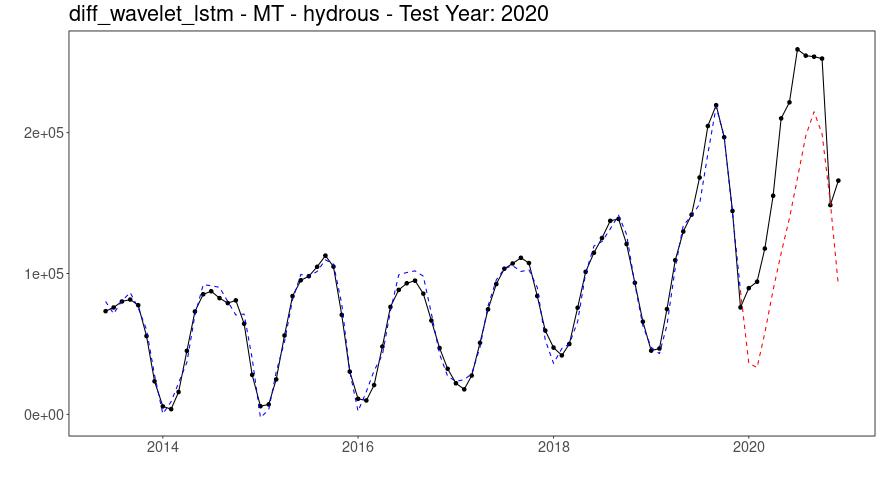 diff_wavelet_lstm - MT - hydrous - Test Year: 2020
2e+05
1e+05
0e+00
2014 2016 2018 2020